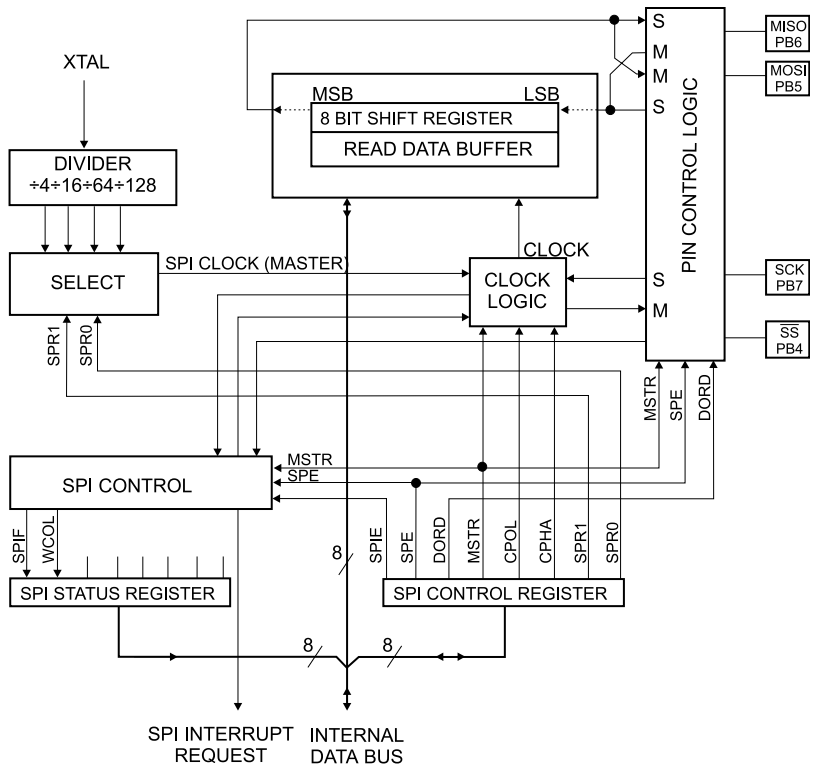 XTAL
DIVIDER
÷4÷16÷64÷128
SELECT
SPI CLOCK (MASTER)
SPR1
SPR0
MSB
LSB
8 BIT SHIFT REGISTER
READ DATA BUFFER
CLOCK
CLOCK
LOGIC
S
M
M
S
S
M
PIN CONTROL LOGIC
MISO
PB6
MOSI
PB5
SCK
PB7
SS
PB4
MSTR
SPE
DORD
SPI CONTROL
MSTR
SPE
SPIF
WCOL
SPI STATUS REGISTER
8
SPIE
SPE
DORD
MSTR
CPOL
CPHA
SPR1
SPR0
SPI CONTROL REGISTER
8
8
SPI INTERRUPT
REQUEST
INTERNAL
DATA BUS